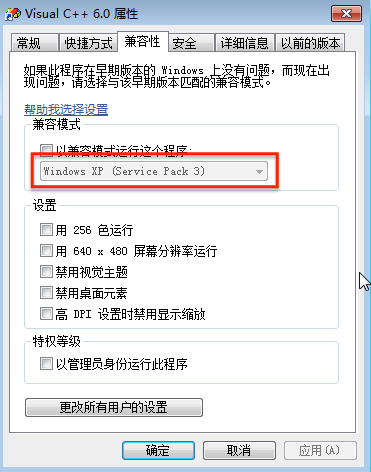 Visual C++ 6.0 属性
常规 快捷方式 兼容性 安全 详细信息 以前的版本
如果此程序在早期版本的 Windows 上没有问题，而现在出
现问题，请选择与该早期版本匹配的兼容模式。
帮助我选择设置
兼容模式
以兼容模式运行这个程序:
Windows XP (Service Pack 3)
设置
用 256 色运行
用 640 x 480 屏幕分辨率运行
禁用视觉主题
禁用桌面元素
高 DPI 设置时禁用显示缩放
特权等级
以管理员身份运行此程序
更改所有用户的设置
确定 取消 应用(A)